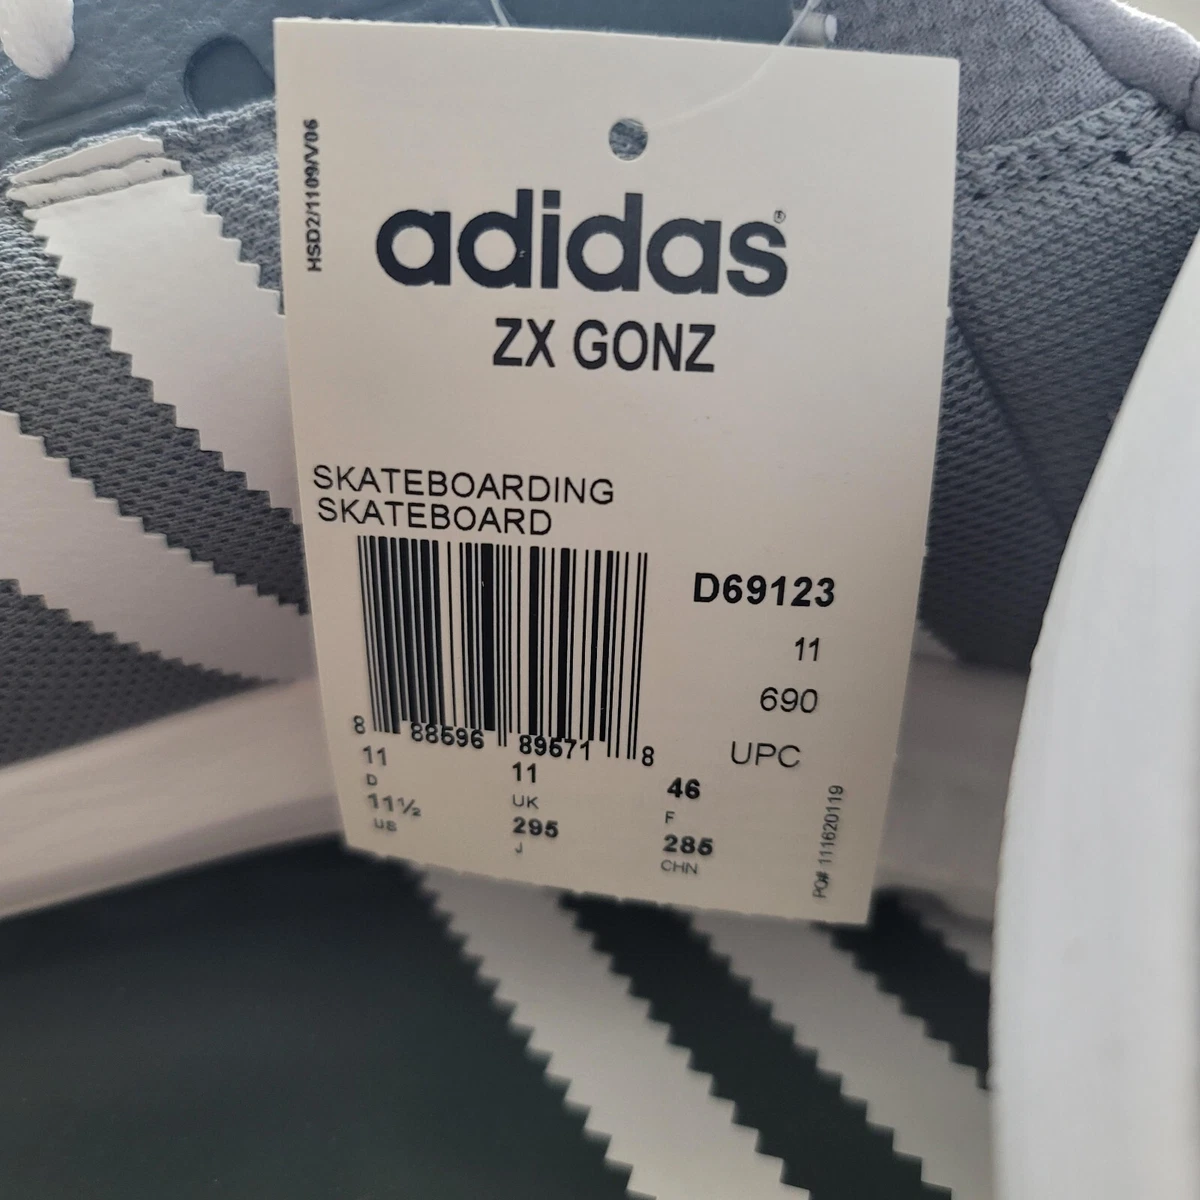 HSD2/1109/V06
adidas®
ZX GONZ
SKATEBOARDING
SKATEBOARD
D69123
11
690
UPC
8 88596 89571 8
11 11 46
D UK F
11½ 295 285
US J CHN
PO# 111620119